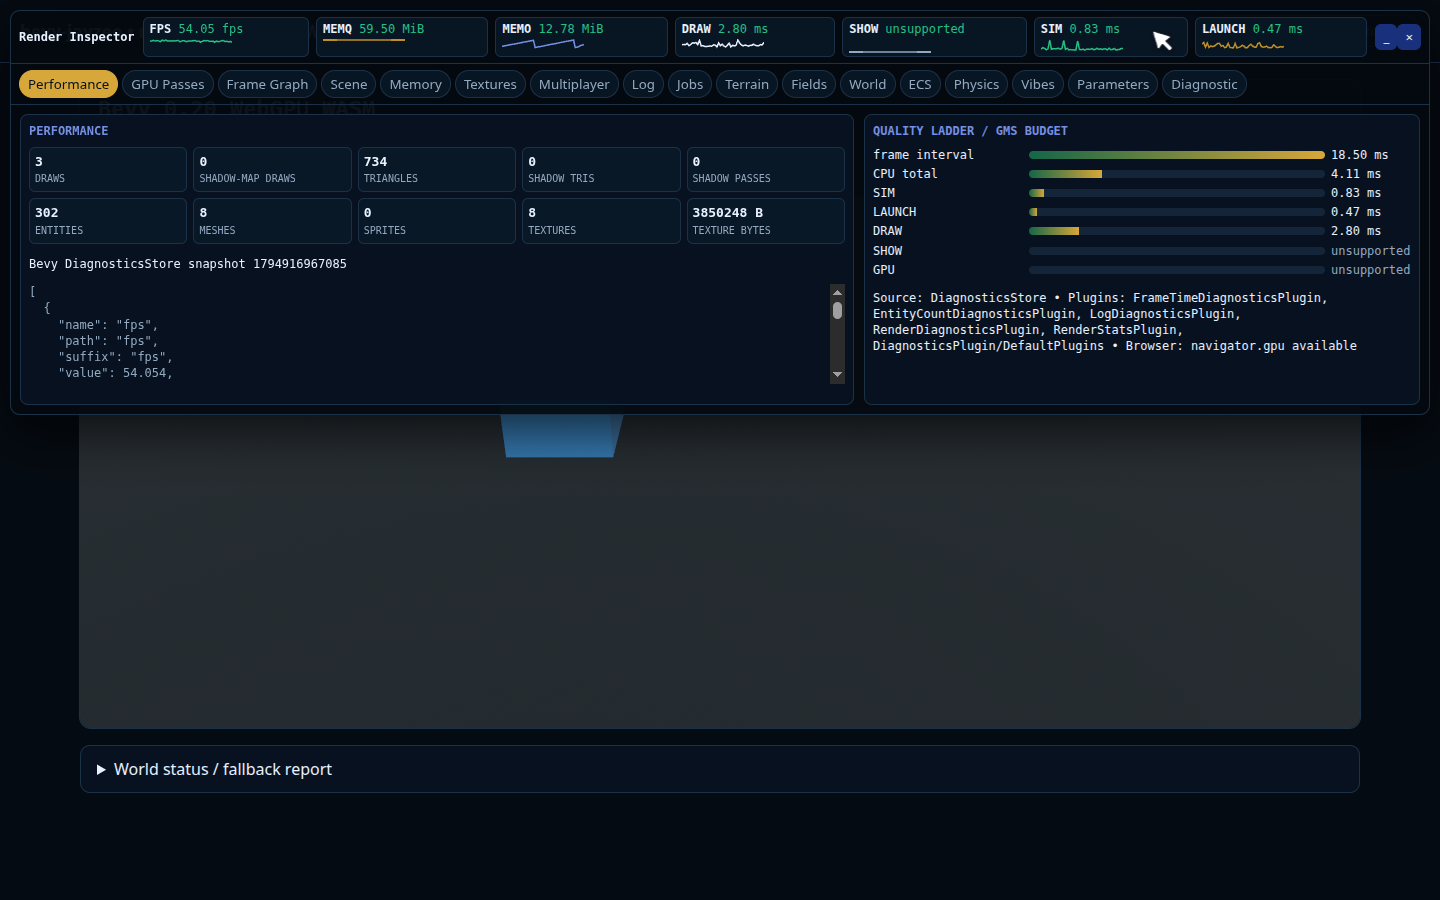 Render Inspector
FPS 54.05 fps
MEMQ 59.50 MiB
MEMO 12.78 MiB
DRAW 2.80 ms
SHOW unsupported
SIM 0.83 ms
LAUNCH 0.47 ms
_
×
Performance
GPU Passes
Frame Graph
Scene
Memory
Textures
Multiplayer
Log
Jobs
Terrain
Fields
World
ECS
Physics
Vibes
Parameters
Diagnostic
Bevy 0.20 WebGPU WASM
PERFORMANCE
3
DRAWS
0
SHADOW-MAP DRAWS
734
TRIANGLES
0
SHADOW TRIS
0
SHADOW PASSES
302
ENTITIES
8
MESHES
0
SPRITES
8
TEXTURES
3850248 B
TEXTURE BYTES
Bevy DiagnosticsStore snapshot 1794916967085
[
{
"name": "fps",
"path": "fps",
"suffix": "fps",
"value": 54.054,
QUALITY LADDER / GMS BUDGET
frame interval 18.50 ms
CPU total 4.11 ms
SIM 0.83 ms
LAUNCH 0.47 ms
DRAW 2.80 ms
SHOW unsupported
GPU unsupported
Source: DiagnosticsStore • Plugins: FrameTimeDiagnosticsPlugin,
EntityCountDiagnosticsPlugin, LogDiagnosticsPlugin,
RenderDiagnosticsPlugin, RenderStatsPlugin,
DiagnosticsPlugin/DefaultPlugins • Browser: navigator.gpu available
▶ World status / fallback report